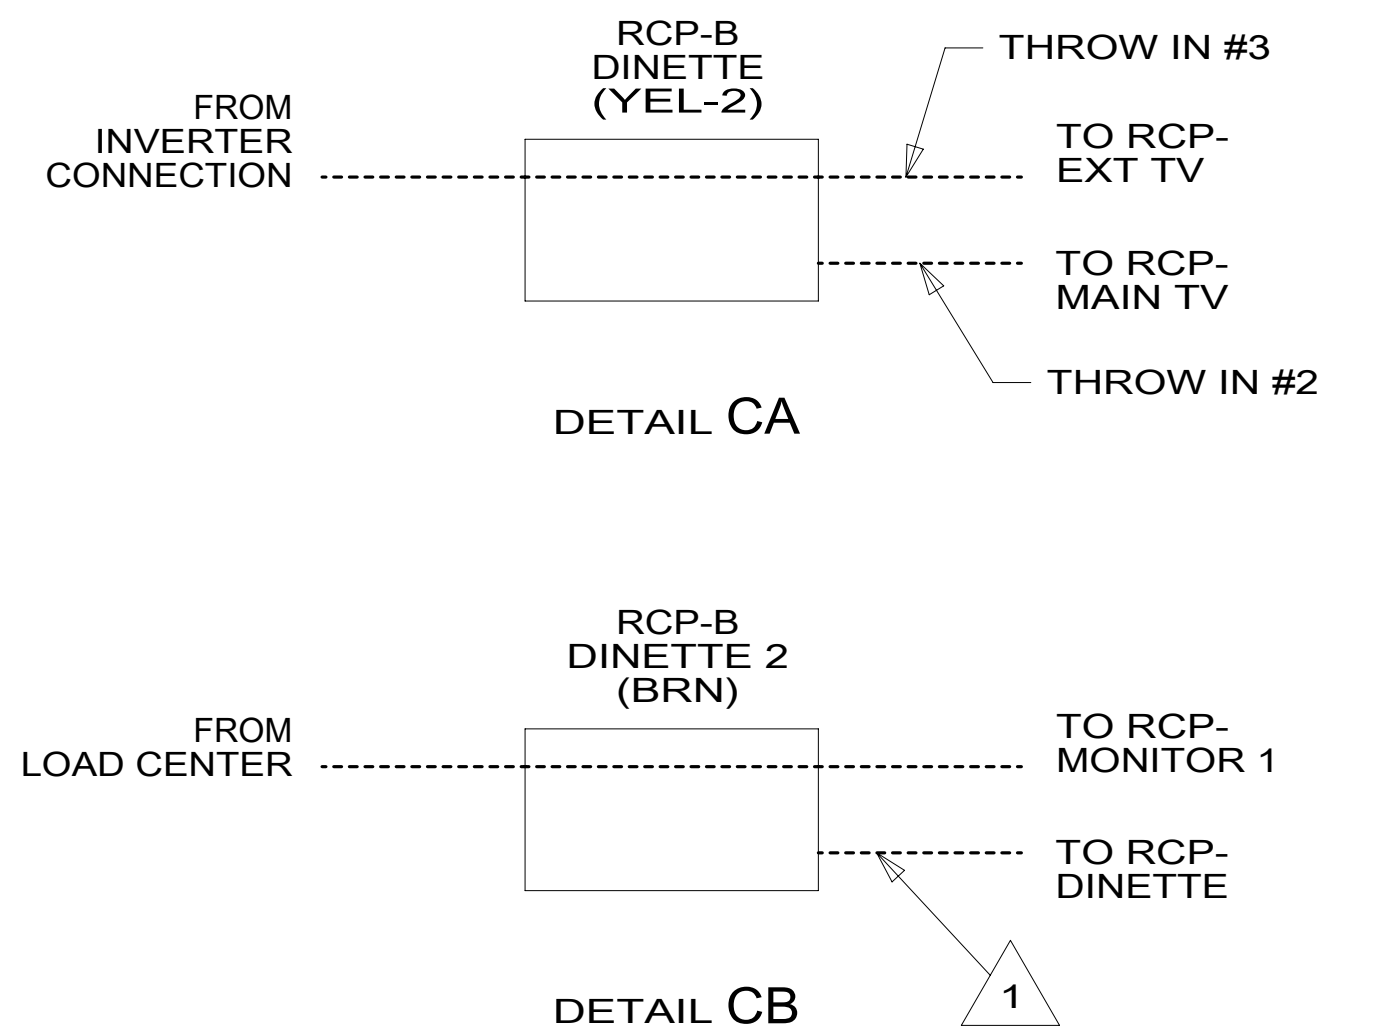 RCP-B
DINETTE
(YEL-2)
THROW IN #3
FROM
INVERTER
CONNECTION
TO RCP-
EXT TV
TO RCP-
MAIN TV
THROW IN #2
DETAIL CA
RCP-B
DINETTE 2
(BRN)
FROM
LOAD CENTER
TO RCP-
MONITOR 1
TO RCP-
DINETTE
1
DETAIL CB